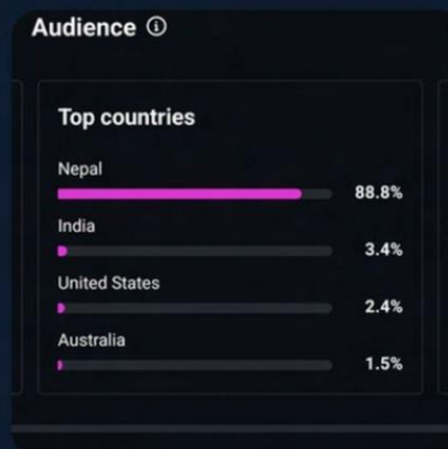 Audience
Top countries
Nepal
88.8%
India
3.4%
United States
2.4%
Australia
1.5%